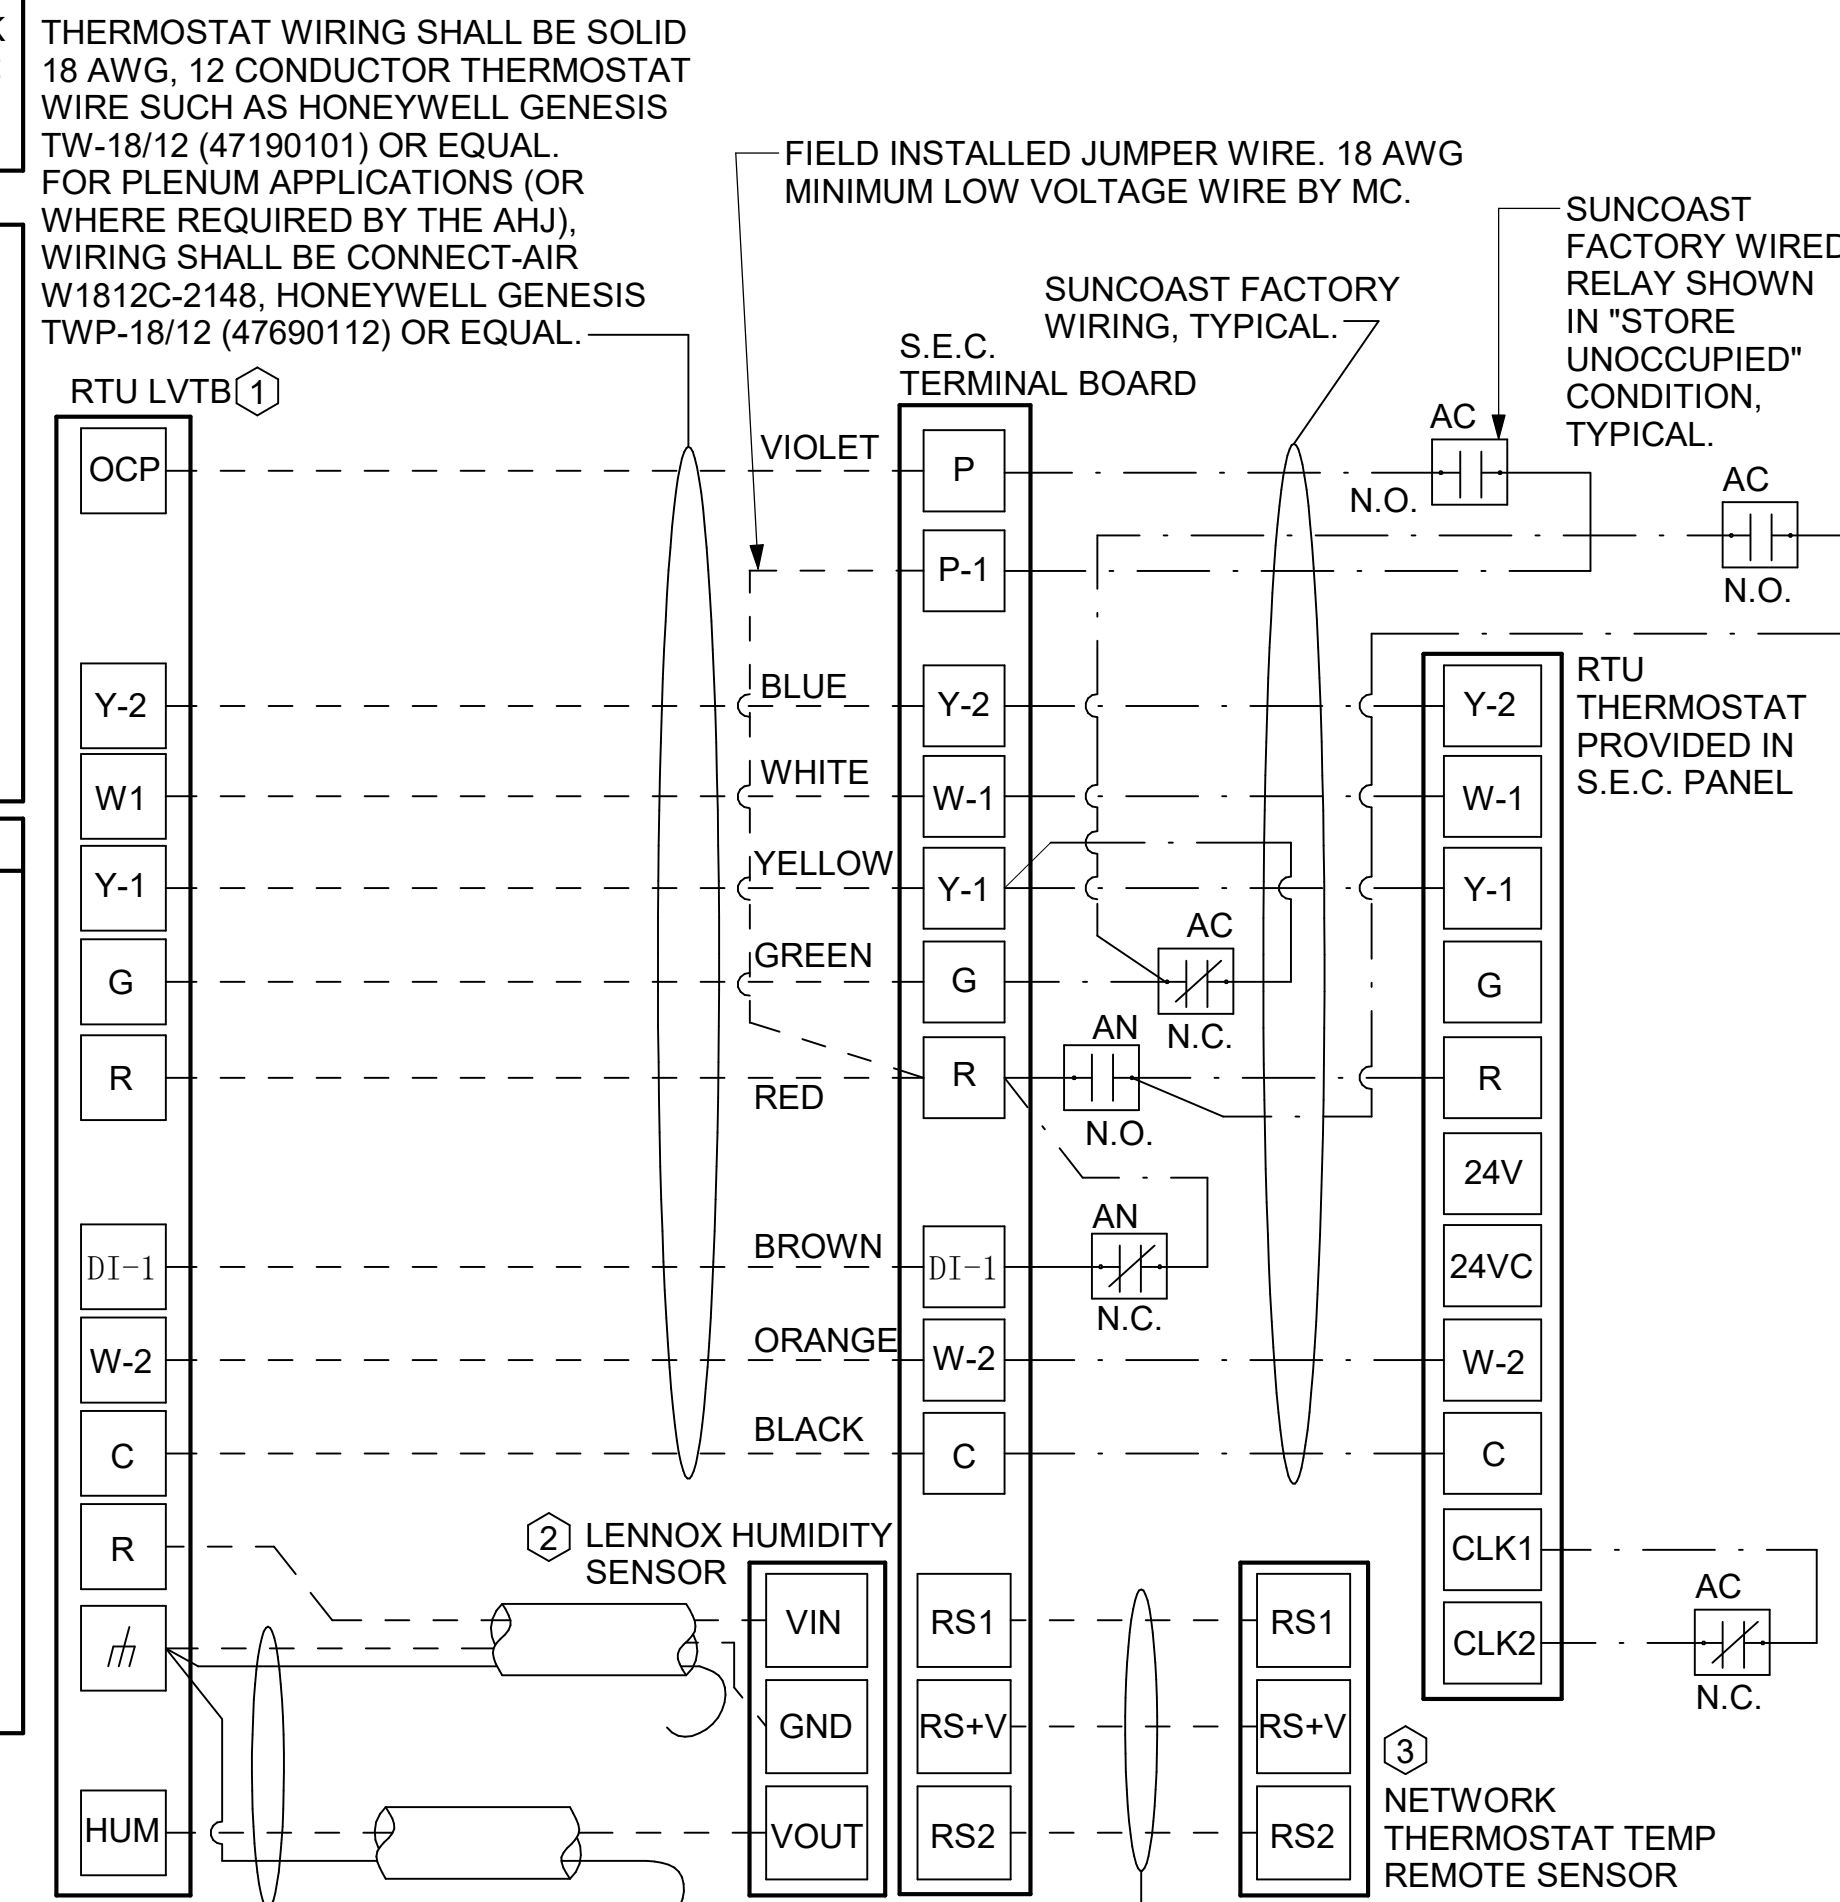 THERMOSTAT WIRING SHALL BE SOLID
18 AWG, 12 CONDUCTOR THERMOSTAT
WIRE SUCH AS HONEYWELL GENESIS
TW-18/12 (47190101) OR EQUAL.
FOR PLENUM APPLICATIONS (OR
WHERE REQUIRED BY THE AHJ),
WIRING SHALL BE CONNECT-AIR
W1812C-2148, HONEYWELL GENESIS
TWP-18/12 (47690112) OR EQUAL.
FIELD INSTALLED JUMPER WIRE. 18 AWG
MINIMUM LOW VOLTAGE WIRE BY MC.
SUNCOAST FACTORY
WIRING, TYPICAL.
SUNCOAST
FACTORY WIRED
RELAY SHOWN
IN "STORE
UNOCCUPIED"
CONDITION,
TYPICAL.
RTU LVTB 1
OCP
Y-2
W1
Y-1
G
R
DI-1
W-2
C
R
HUM
VIOLET
BLUE
WHITE
YELLOW
GREEN
RED
BROWN
ORANGE
BLACK
S.E.C.
TERMINAL BOARD
P
P-1
Y-2
W-1
Y-1
G
R
DI-1
W-2
C
RS1
RS+V
RS2
AC
N.O.
AC
N.O.
AC
N.C.
AN
N.O.
AN
N.C.
RTU
THERMOSTAT
PROVIDED IN
S.E.C. PANEL
Y-2
W-1
Y-1
G
R
24V
24VC
W-2
C
CLK1
CLK2
AC
N.C.
2 LENNOX HUMIDITY
SENSOR
VIN
GND
VOUT
RS1
RS+V
RS2
3
NETWORK
THERMOSTAT TEMP
REMOTE SENSOR